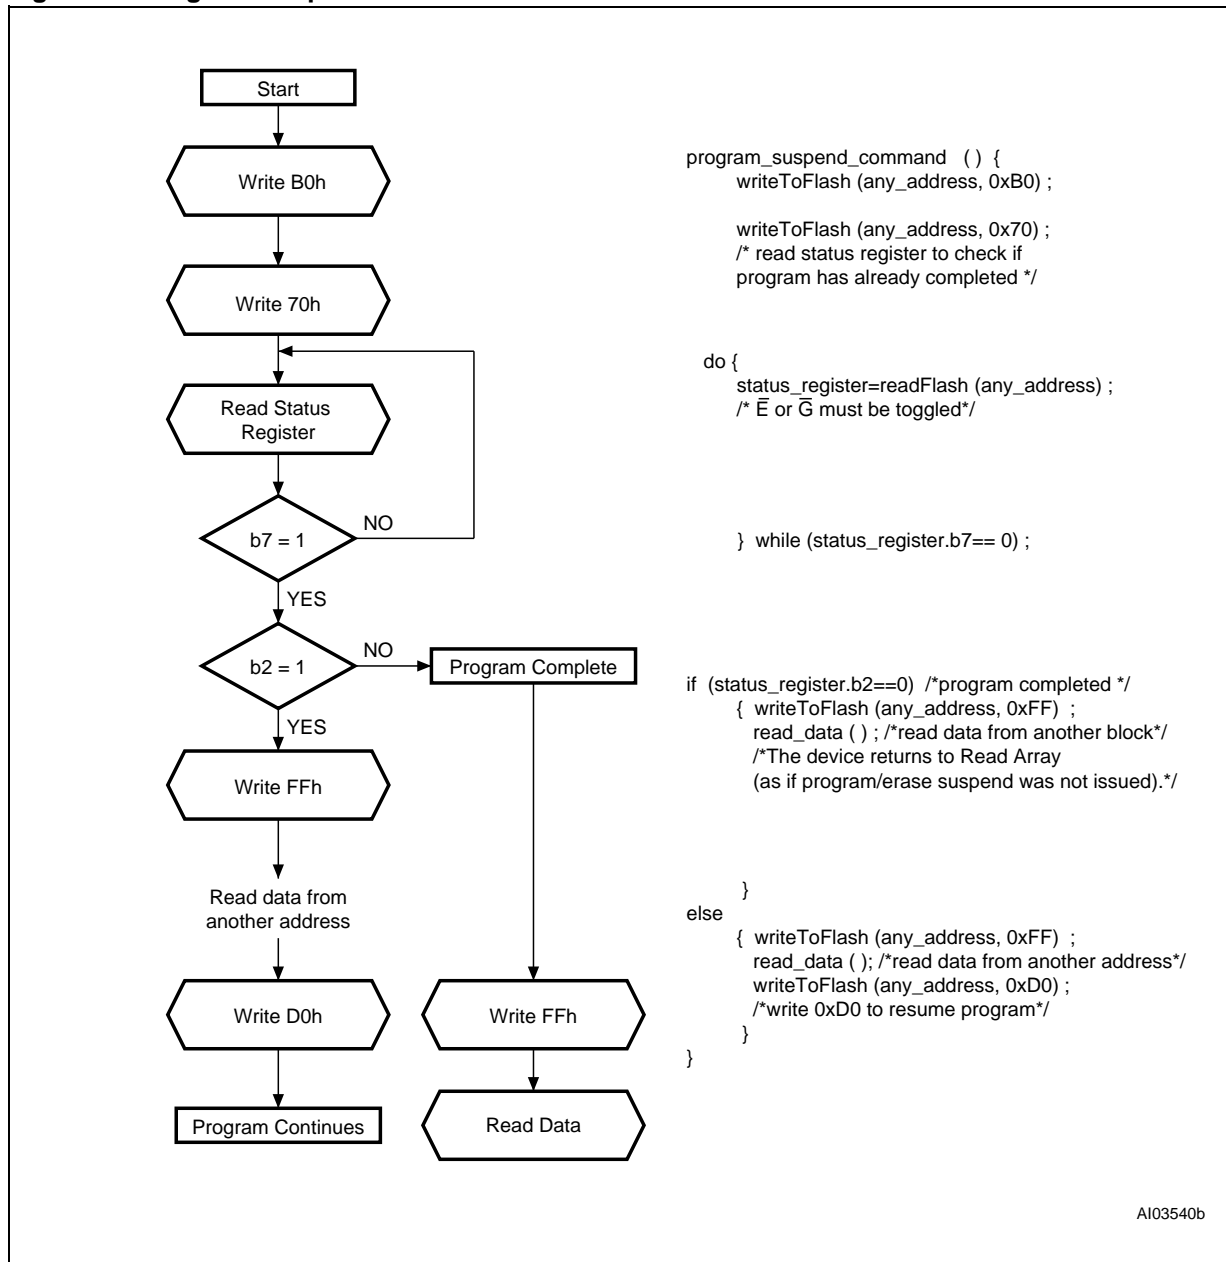 Start
Write B0h
Write 70h
Read Status
Register
NO
b7 = 1
YES
NO
b2 = 1
Program Complete
YES
Write FFh
Read data from
another address
Write D0h
Write FFh
Program Continues
Read Data
program_suspend_command ( ) {
writeToFlash (any_address, 0xB0) ;
writeToFlash (any_address, 0x70) ;
/* read status register to check if
program has already completed */
do {
status_register=readFlash (any_address) ;
/* E̅ or G̅ must be toggled*/
} while (status_register.b7== 0) ;
if (status_register.b2==0) /*program completed */
{ writeToFlash (any_address, 0xFF) ;
read_data ( ) ; /*read data from another block*/
/*The device returns to Read Array
(as if program/erase suspend was not issued).*/
}
else
{ writeToFlash (any_address, 0xFF) ;
read_data ( ); /*read data from another address*/
writeToFlash (any_address, 0xD0) ;
/*write 0xD0 to resume program*/
}
}
AI03540b